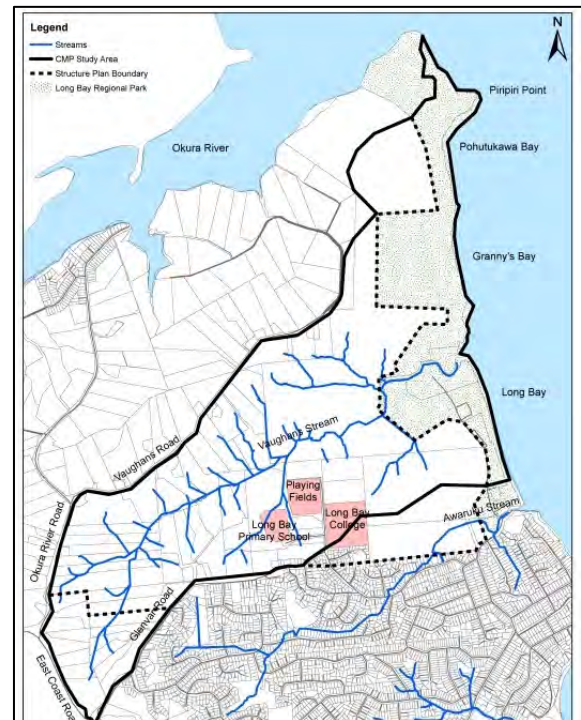 Legend
Streams
CMP Study Area
Structure Plan Boundary
Long Bay Regional Park
N
Piripiri Point
Okura River
Pohutukawa Bay
Granny's Bay
Long Bay
Vaughans Stream
Vaughans Road
Playing
Fields
Long Bay
College
Long Bay
Primary School
Awaruku Stream
Okura River Road
Glenvar Road
East Coast Road